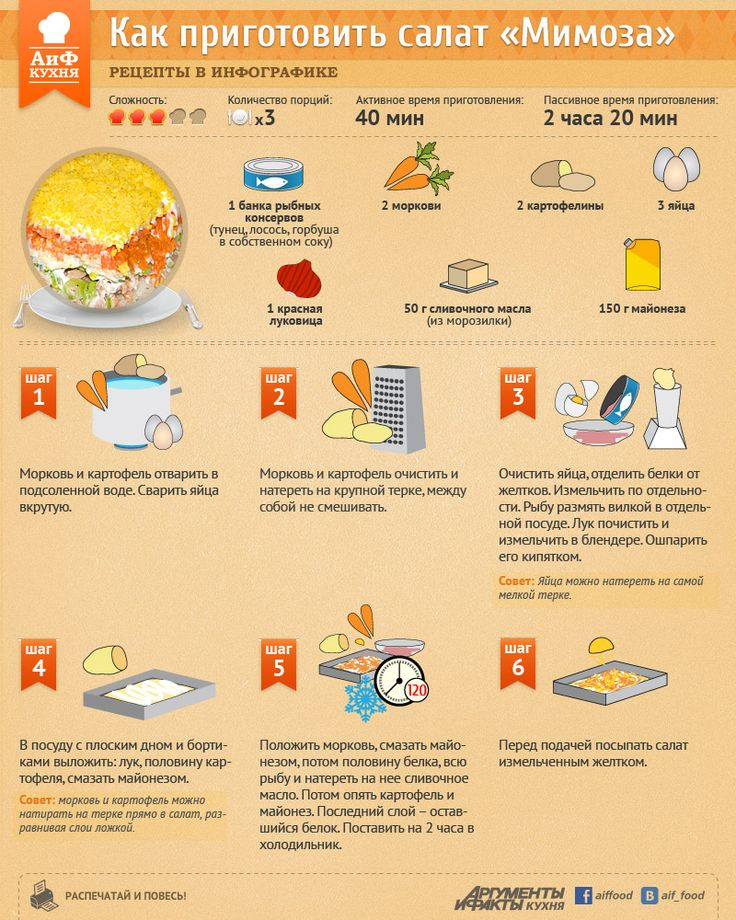 АиФ
КУХНЯ
Как приготовить салат «Мимоза»
РЕЦЕПТЫ В ИНФОГРАФИКЕ
Сложность:
Количество порций:
x3
Активное время приготовления:
40 мин
Пассивное время приготовления:
2 часа 20 мин
1 банка рыбных
консервов
(тунец, лосось, горбуша
в собственном соку)
2 моркови
2 картофелины
3 яйца
1 красная
луковица
50 г сливочного масла
(из морозилки)
150 г майонеза
шаг
1
Морковь и картофель отварить в
подсоленной воде. Сварить яйца
вкрутую.
шаг
2
Морковь и картофель очистить и
натереть на крупной терке, между
собой не смешивать.
шаг
3
Очистить яйца, отделить белки от
желтков. Измельчить по отдельно-
сти. Рыбу размять вилкой в отдель-
ной посуде. Лук почистить и
измельчить в блендере. Ошпарить
его кипятком.
Совет: Яйца можно натереть на самой
мелкой терке.
шаг
4
В посуду с плоским дном и борти-
ками выложить: лук, половину кар-
тофеля, смазать майонезом.
Совет: морковь и картофель можно
натирать на терке прямо в салат, раз-
равнивая слои ложкой.
шаг
5
120
Положить морковь, смазать майо-
незом, потом половину белка, всю
рыбу и натереть на нее сливочное
масло. Потом опять картофель и
майонез. Последний слой – остав-
шийся белок. Поставить на 2 часа в
холодильник.
шаг
6
Перед подачей посыпать салат
измельченным желтком.
РАСПЕЧАТАЙ И ПОВЕСЬ!
АРГУМЕНТЫ
И ФАКТЫ КУХНЯ
f aiffood
В aif_food